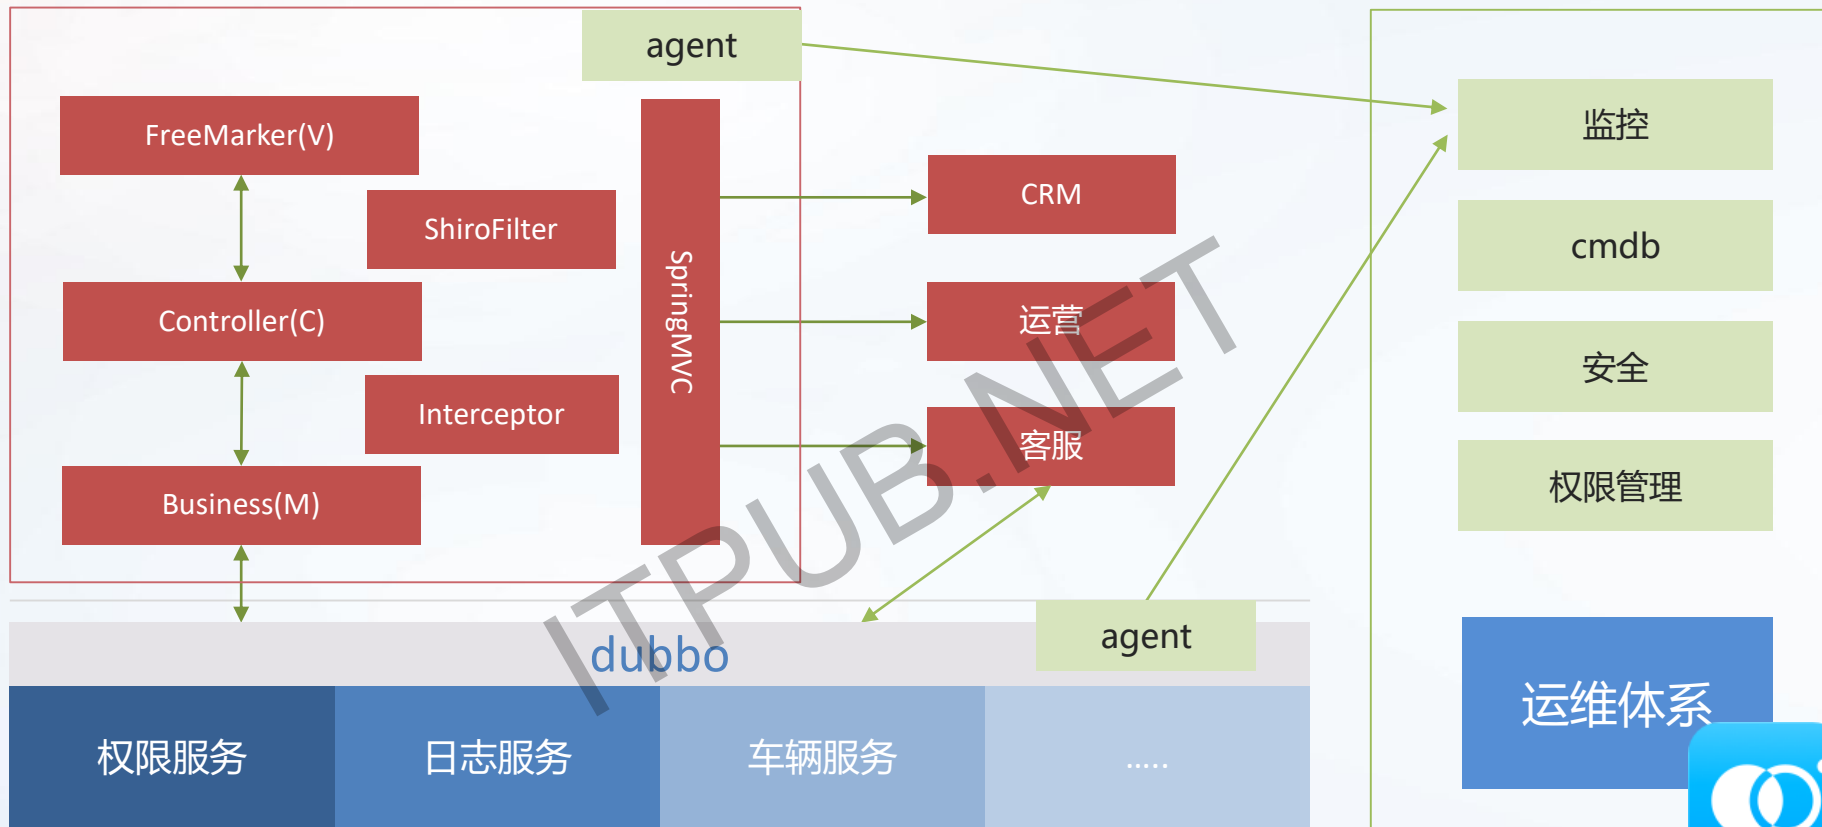 agent
FreeMarker(V)
ShiroFilter
Controller(C)
Interceptor
Business(M)
SpringMVC
CRM
运营
客服
监控
cmdb
安全
权限管理
运维体系
agent
dubbo
权限服务
日志服务
车辆服务
.....
ITPUB.NET